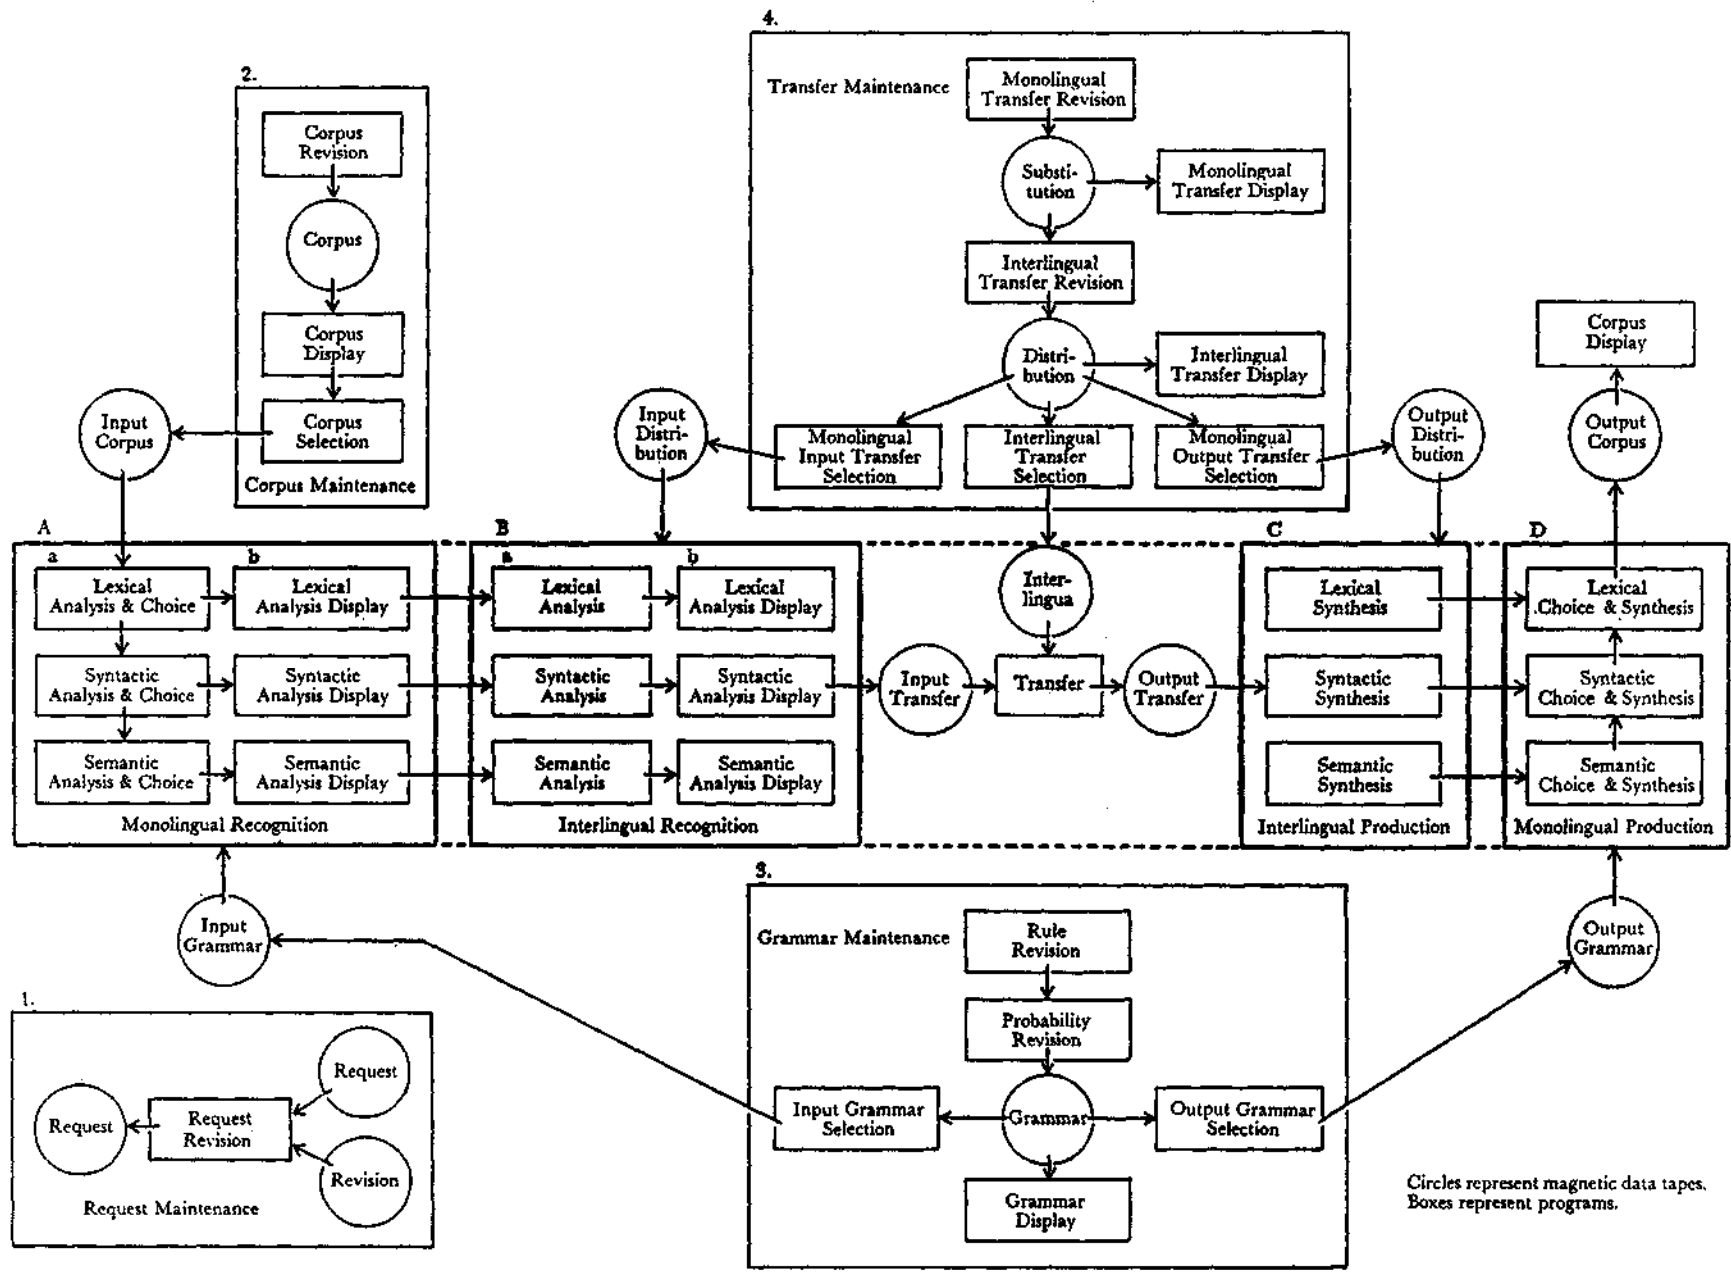 4.
Transfer Maintenance
Monolingual
Transfer Revision
Substi-
tution
Monolingual
Transfer Display
Interlingual
Transfer Revision
Distri-
bution
Interlingual
Transfer Display
Monolingual
Input Transfer
Selection
Interlingual
Transfer
Selection
Monolingual
Output Transfer
Selection
2.
Corpus
Revision
Corpus
Corpus
Display
Corpus
Selection
Corpus Maintenance
Input
Corpus
Input
Distri-
bution
Output
Distri-
bution
Corpus
Display
Output
Corpus
A
a
b
Lexical
Analysis & Choice
Lexical
Analysis Display
Syntactic
Analysis & Choice
Syntactic
Analysis Display
Semantic
Analysis & Choice
Semantic
Analysis Display
Monolingual Recognition
B
a
b
Lexical
Analysis
Lexical
Analysis Display
Syntactic
Analysis
Syntactic
Analysis Display
Semantic
Analysis
Semantic
Analysis Display
Interlingual Recognition
Inter-
lingua
Input
Transfer
Transfer
Output
Transfer
C
Lexical
Synthesis
Syntactic
Synthesis
Semantic
Synthesis
Interlingual Production
D
Lexical
Choice & Synthesis
Syntactic
Choice & Synthesis
Semantic
Choice & Synthesis
Monolingual Production
Input
Grammar
3.
Grammar Maintenance
Rule
Revision
Probability
Revision
Input Grammar
Selection
Grammar
Output Grammar
Selection
Grammar
Display
Output
Grammar
1.
Request
Request
Revision
Request
Revision
Request Maintenance
Circles represent magnetic data tapes.
Boxes represent programs.